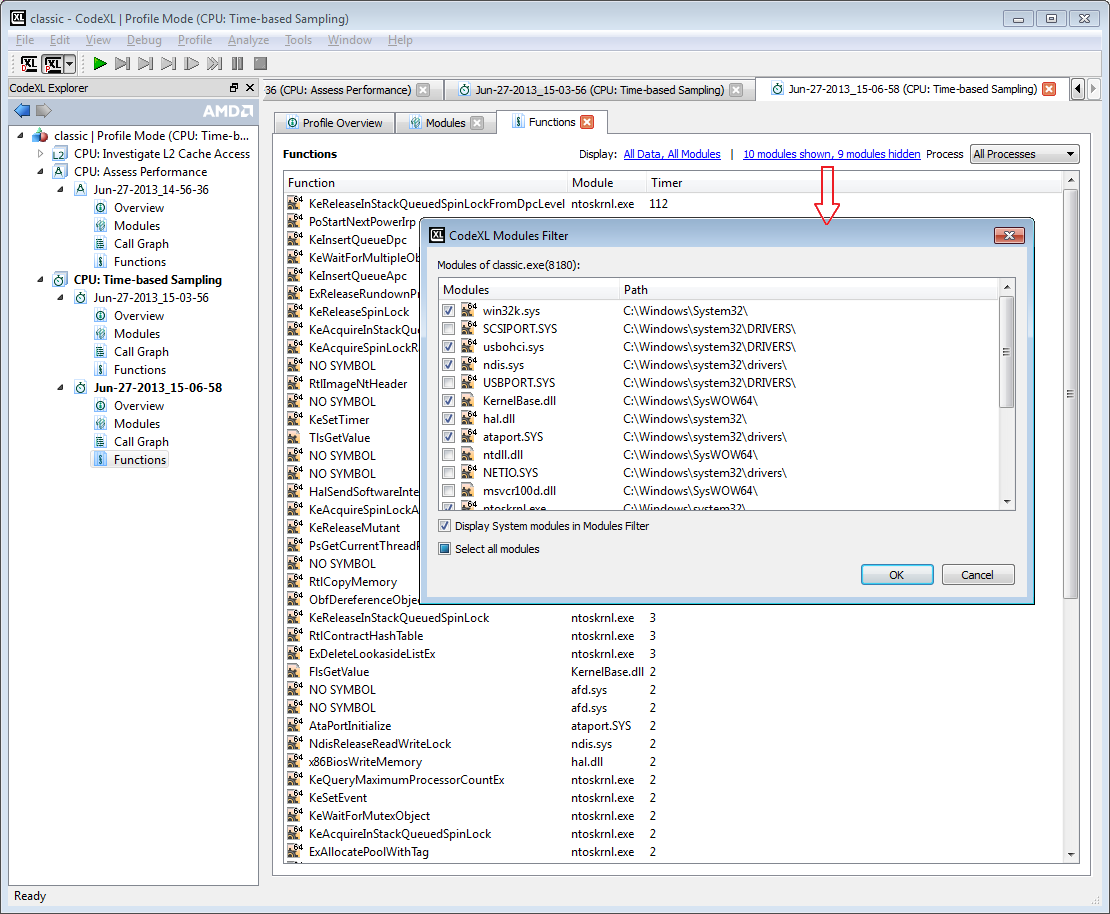 classic - CodeXL | Profile Mode (CPU: Time-based Sampling)
File Edit View Debug Profile Analyze Tools Window Help
CodeXL Explorer
AMD
classic | Profile Mode (CPU: Time-b...
CPU: Investigate L2 Cache Access
CPU: Assess Performance
Jun-27-2013_14-56-36
Overview
Modules
Call Graph
Functions
CPU: Time-based Sampling
Jun-27-2013_15-03-56
Overview
Modules
Call Graph
Functions
Jun-27-2013_15-06-58
Overview
Modules
Call Graph
Functions
36 (CPU: Assess Performance) Jun-27-2013_15-03-56 (CPU: Time-based Sampling) Jun-27-2013_15-06-58 (CPU: Time-based Sampling)
Profile Overview Modules Functions
Functions Display: All Data, All Modules | 10 modules shown, 9 modules hidden Process All Processes
Function Module Timer
KeReleaseInStackQueuedSpinLockFromDpcLevel ntoskrnl.exe 112
PoStartNextPowerIrp
KeInsertQueueDpc
KeWaitForMultipleOb
KeInsertQueueApc
ExReleaseRundownPr
KeReleaseSpinLock
KeAcquireInStackQue
KeAcquireSpinLockR
NO SYMBOL
RtlImageNtHeader
NO SYMBOL
KeSetTimer
TlsGetValue
NO SYMBOL
NO SYMBOL
HalSendSoftwareInte
KeAcquireSpinLockA
KeReleaseMutant
PsGetCurrentThreadP
NO SYMBOL
RtlCopyMemory
ObfDereferenceObjec
KeReleaseInStackQueuedSpinLock ntoskrnl.exe 3
RtlContractHashTable ntoskrnl.exe 3
ExDeleteLookasideListEx ntoskrnl.exe 3
FlsGetValue KernelBase.dll 2
NO SYMBOL afd.sys 2
NO SYMBOL afd.sys 2
AtaPortInitialize ataport.SYS 2
NdisReleaseReadWriteLock ndis.sys 2
x86BiosWriteMemory hal.dll 2
KeQueryMaximumProcessorCountEx ntoskrnl.exe 2
KeSetEvent ntoskrnl.exe 2
KeWaitForMutexObject ntoskrnl.exe 2
KeAcquireInStackQueuedSpinLock ntoskrnl.exe 2
ExAllocatePoolWithTag ntoskrnl.exe 2
CodeXL Modules Filter
Modules of classic.exe(8180):
Modules Path
win32k.sys C:\Windows\System32\
SCSIPORT.SYS C:\Windows\system32\DRIVERS\
usbohci.sys C:\Windows\system32\DRIVERS\
ndis.sys C:\Windows\system32\drivers\
USBPORT.SYS C:\Windows\system32\DRIVERS\
KernelBase.dll C:\Windows\SysWOW64\
hal.dll C:\Windows\system32\
ataport.SYS C:\Windows\system32\drivers\
ntdll.dll C:\Windows\SysWOW64\
NETIO.SYS C:\Windows\system32\drivers\
msvcr100d.dll C:\Windows\SysWOW64\
ntoskrnl.exe C:\Windows\system32\
Display System modules in Modules Filter
Select all modules
OK Cancel
Ready